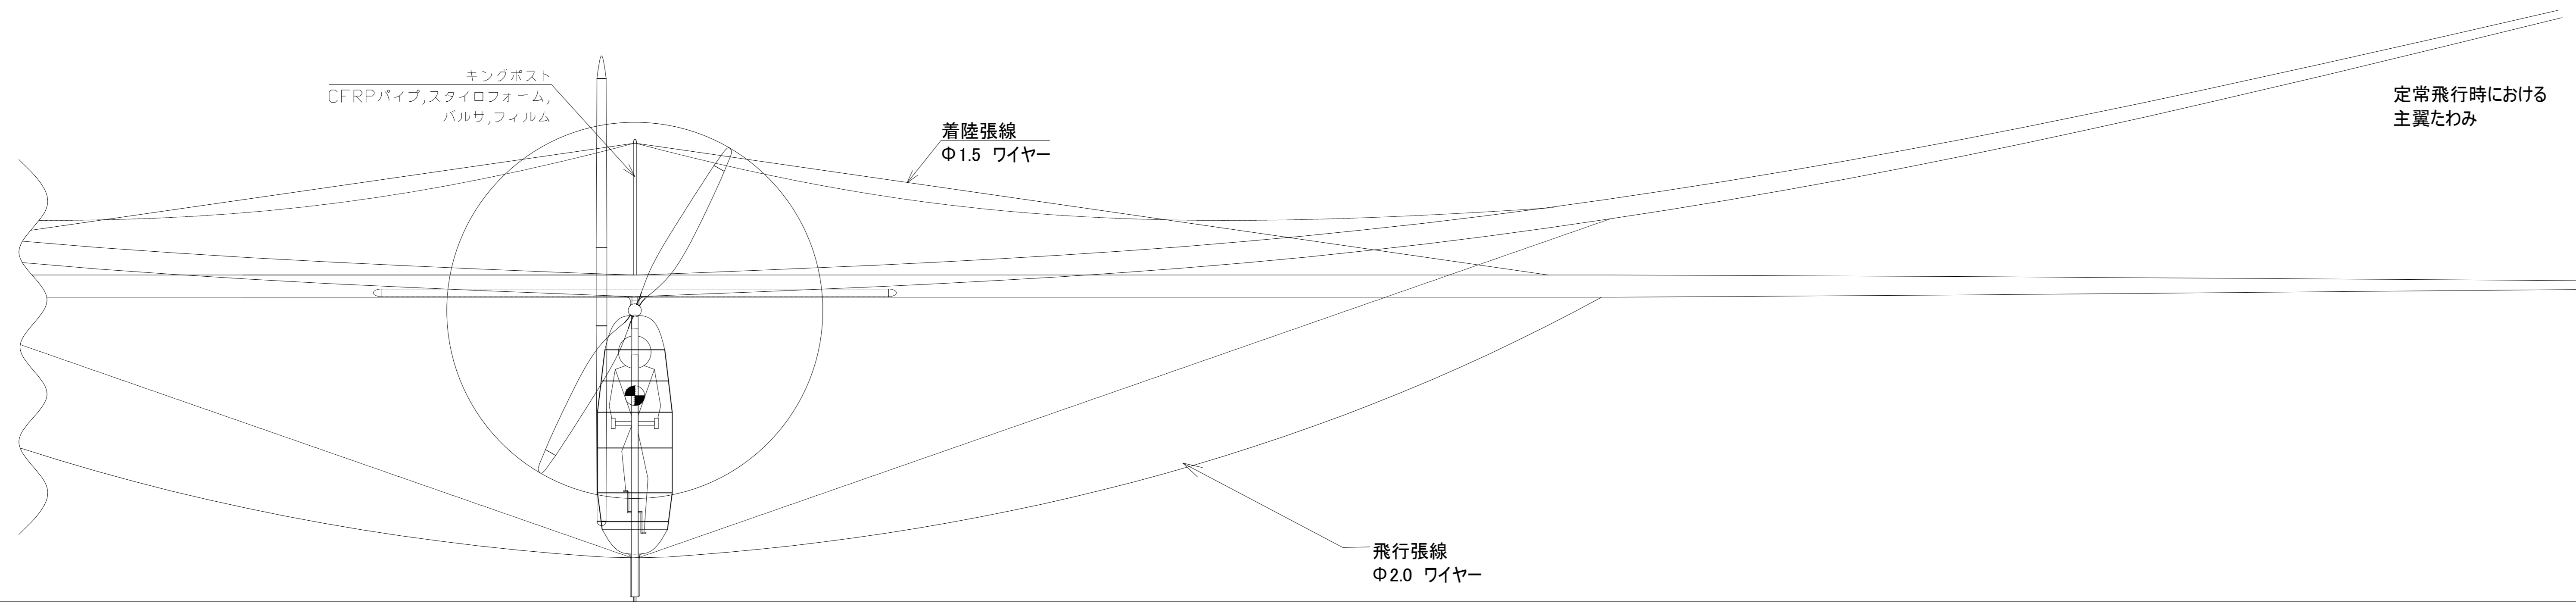 キングポスト
CFRPパイプ,スタイロフォーム,
バルサ,フィルム
着陸張線
Φ1.5 ワイヤー
定常飛行時における
主翼たわみ
飛行張線
Φ2.0 ワイヤー